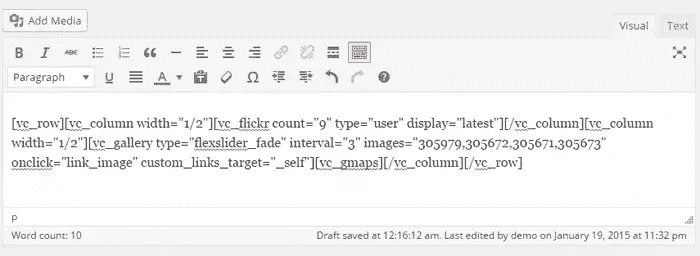 Add Media
Visual Text
B I ABC
Paragraph U A Ω
[vc_row][vc_column width="1/2"][vc_flickr count="9" type="user" display="latest"][/vc_column][vc_column
width="1/2"][vc_gallery type="flexslider_fade" interval="3" images="305979,305672,305671,305673"
onclick="link_image" custom_links_target="_self"][vc_gmaps][/vc_column][/vc_row]
p
Word count: 10 Draft saved at 12:16:12 am. Last edited by demo on January 19, 2015 at 11:32 pm